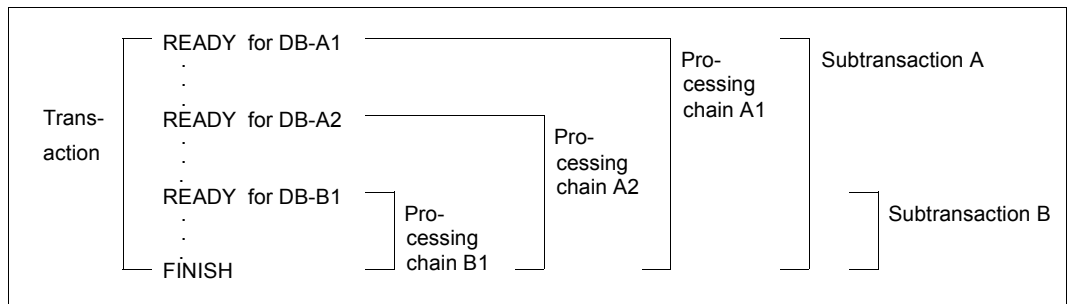 READY for DB-A1
.
.
.
READY for DB-A2
.
.
.
READY for DB-B1
.
.
.
FINISH
Trans-
action
Pro-
cessing
chain B1
Pro-
cessing
chain A2
Pro-
cessing
chain A1
Subtransaction A
Subtransaction B